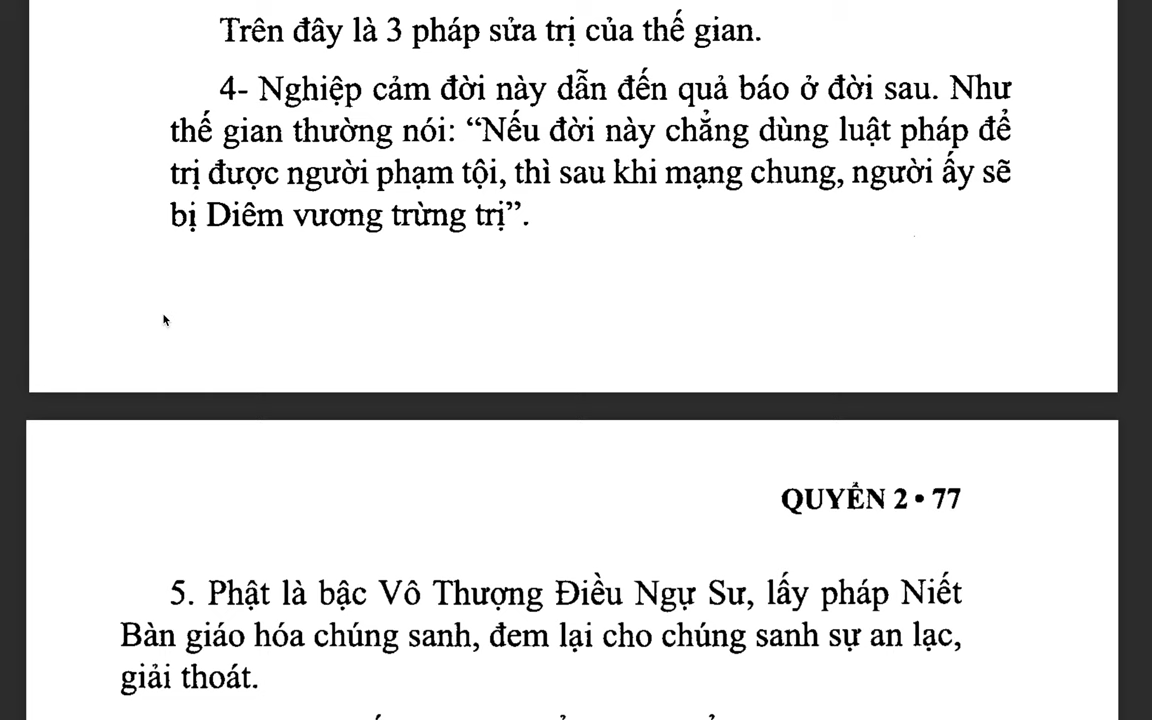 Trên đây là 3 pháp sửa trị của thế gian.
4- Nghiệp cảm đời này dẫn đến quả báo ở đời sau. Như
thế gian thường nói: “Nếu đời này chẳng dùng luật pháp để
trị được người phạm tội, thì sau khi mạng chung, người ấy sẽ
bị Diêm vương trừng trị”.
QUYỂN 2 • 77
5. Phật là bậc Vô Thượng Điều Ngự Sư, lấy pháp Niết
Bàn giáo hóa chúng sanh, đem lại cho chúng sanh sự an lạc,
giải thoát.